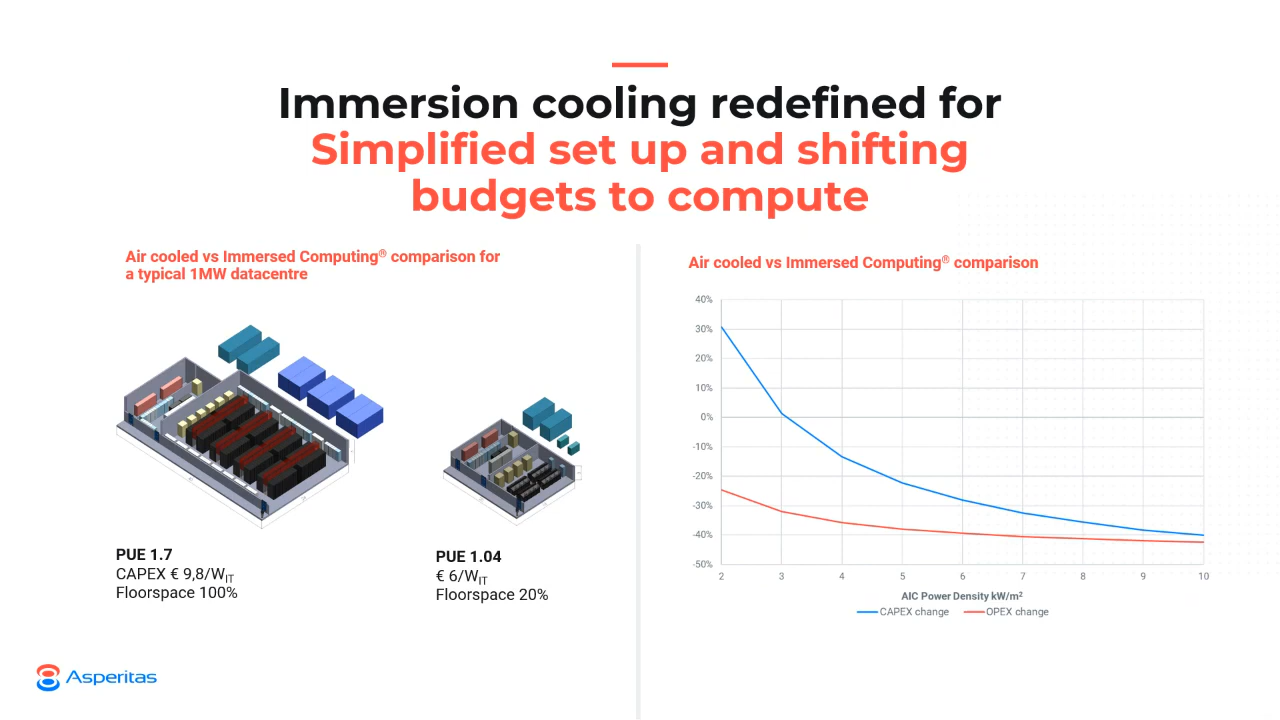 Immersion cooling redefined for
Simplified set up and shifting
budgets to compute
Air cooled vs Immersed Computing® comparison for
a typical 1MW datacentre
PUE 1.7
CAPEX € 9,8/WIT
Floorspace 100%
PUE 1.04
€ 6/WIT
Floorspace 20%
Air cooled vs Immersed Computing® comparison
40%
30%
20%
10%
0%
-10%
-20%
-30%
-40%
-50%
2 3 4 5 6 7 8 9 10
AIC Power Density kW/m²
CAPEX change OPEX change
Asperitas